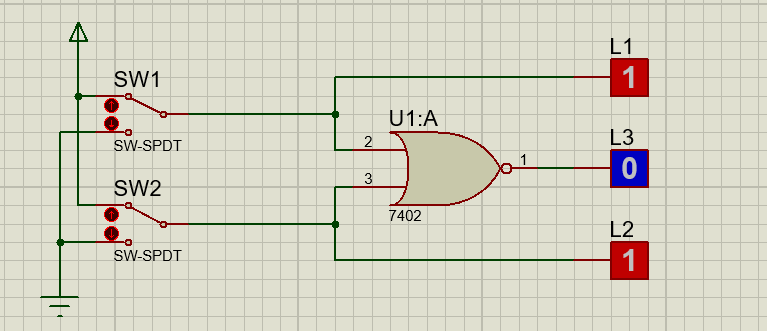 L1
1
SW1
SW-SPDT
U1:A
2
3
1
7402
L3
0
SW2
SW-SPDT
L2
1